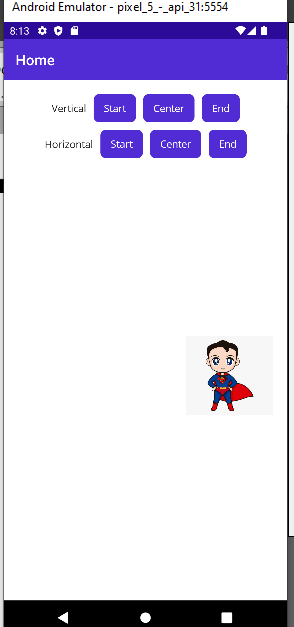 Android Emulator - pixel_5_-_api_31:5554
8:13
Home
Vertical Start Center End
Horizontal Start Center End